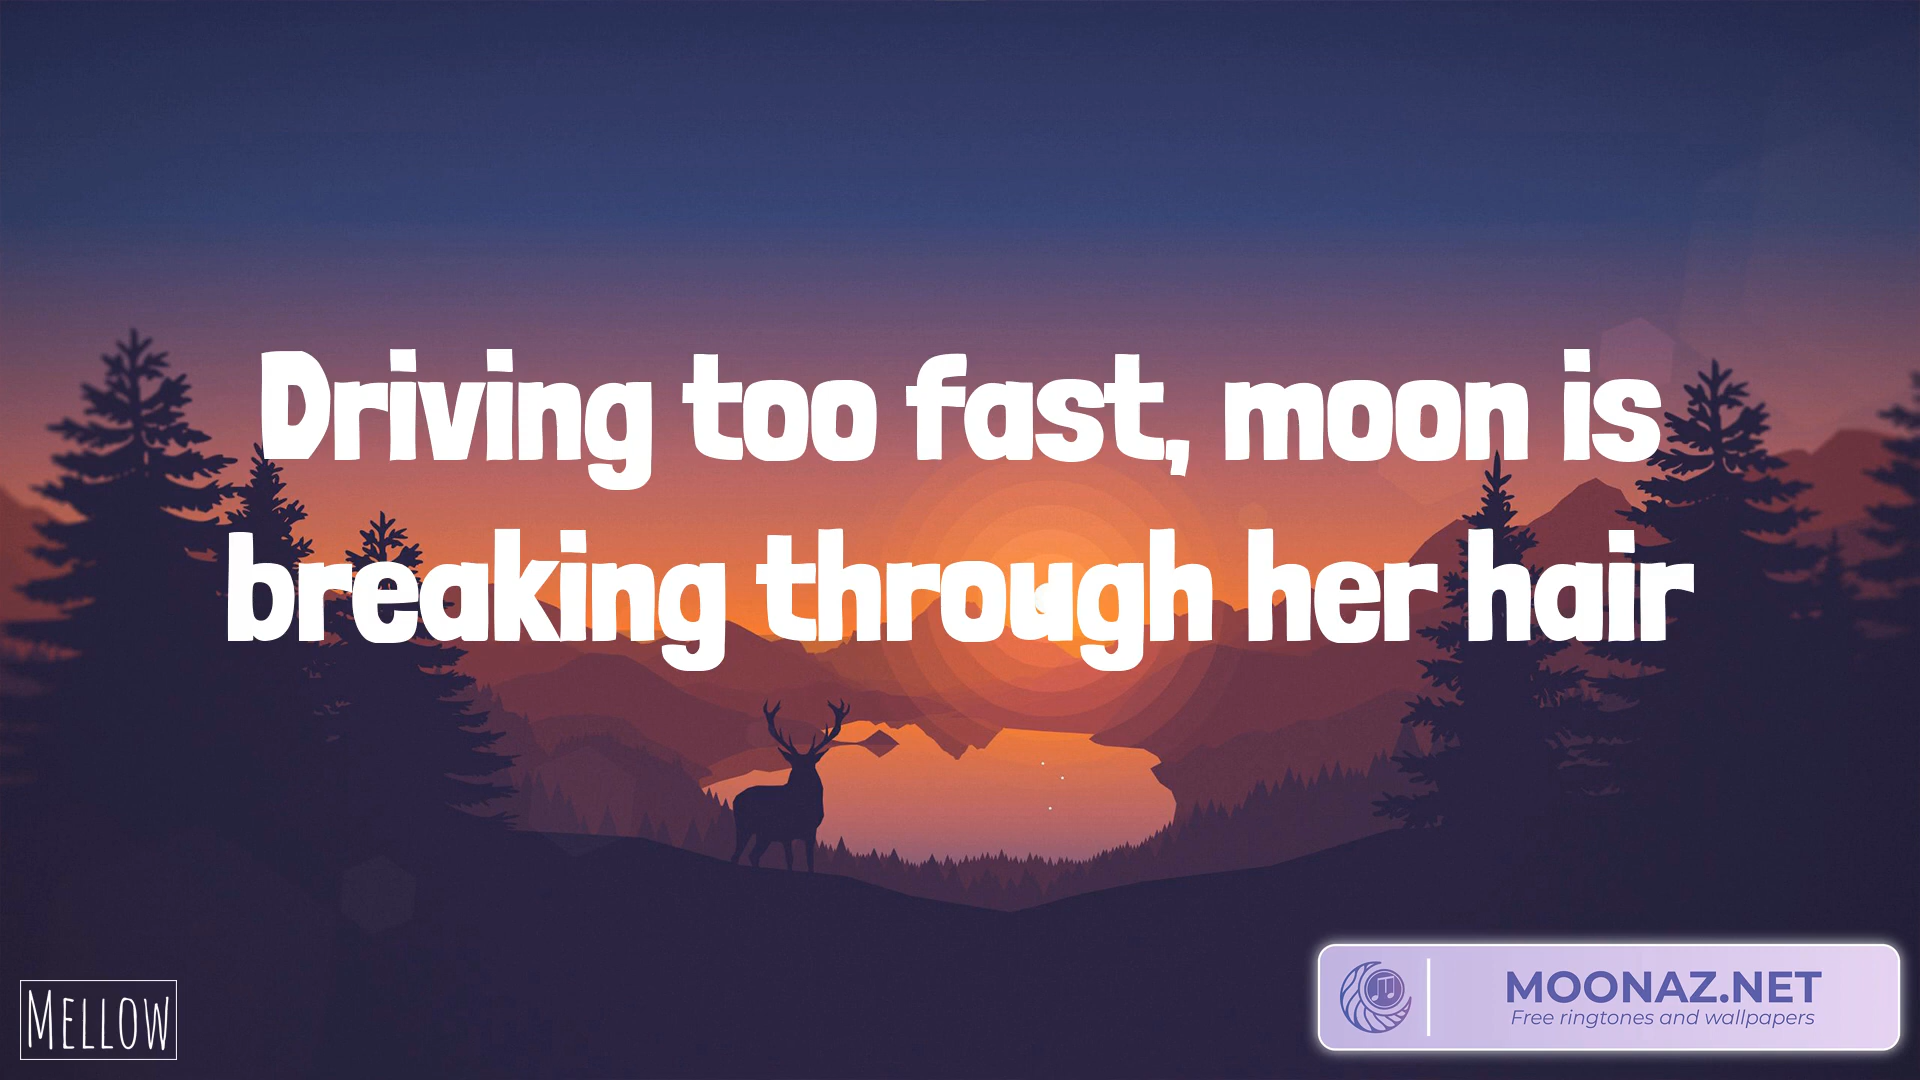 Driving too fast, moon is
breaking through her hair
MELLOW
MOONAZ.NET
Free ringtones and wallpapers